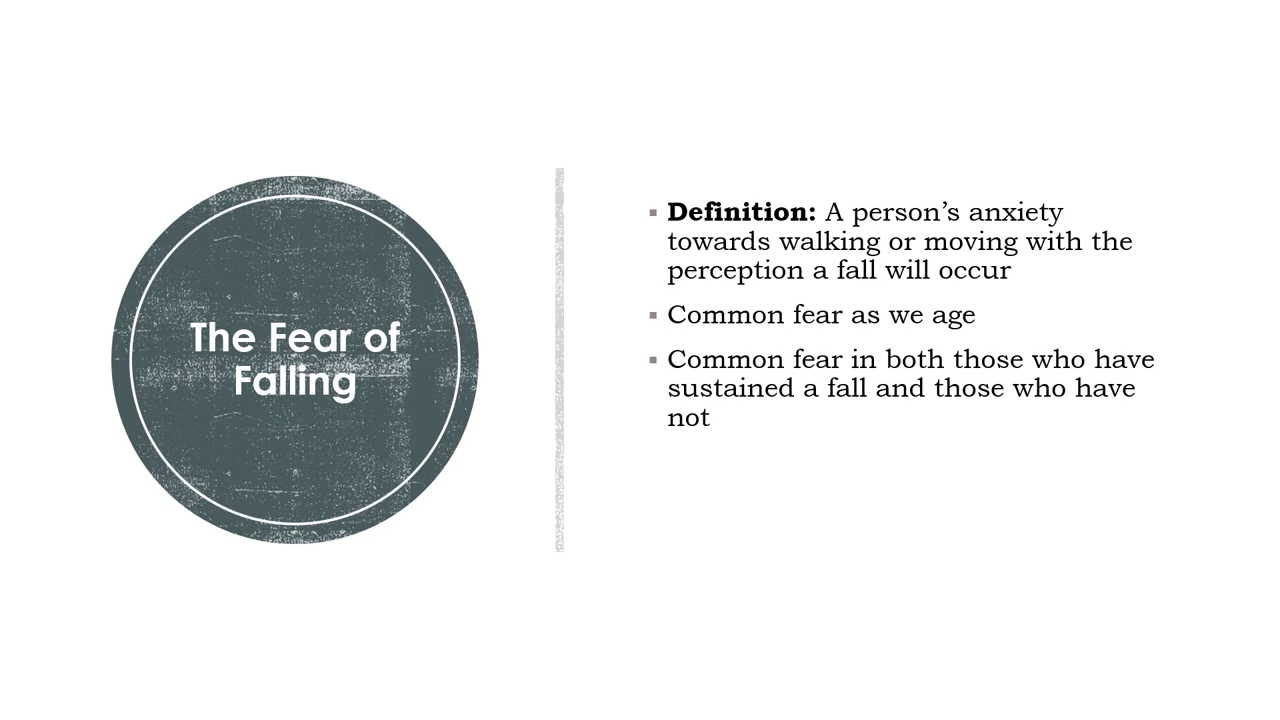 The Fear of
Falling
Definition: A person’s anxiety
towards walking or moving with the
perception a fall will occur
Common fear as we age
Common fear in both those who have
sustained a fall and those who have
not